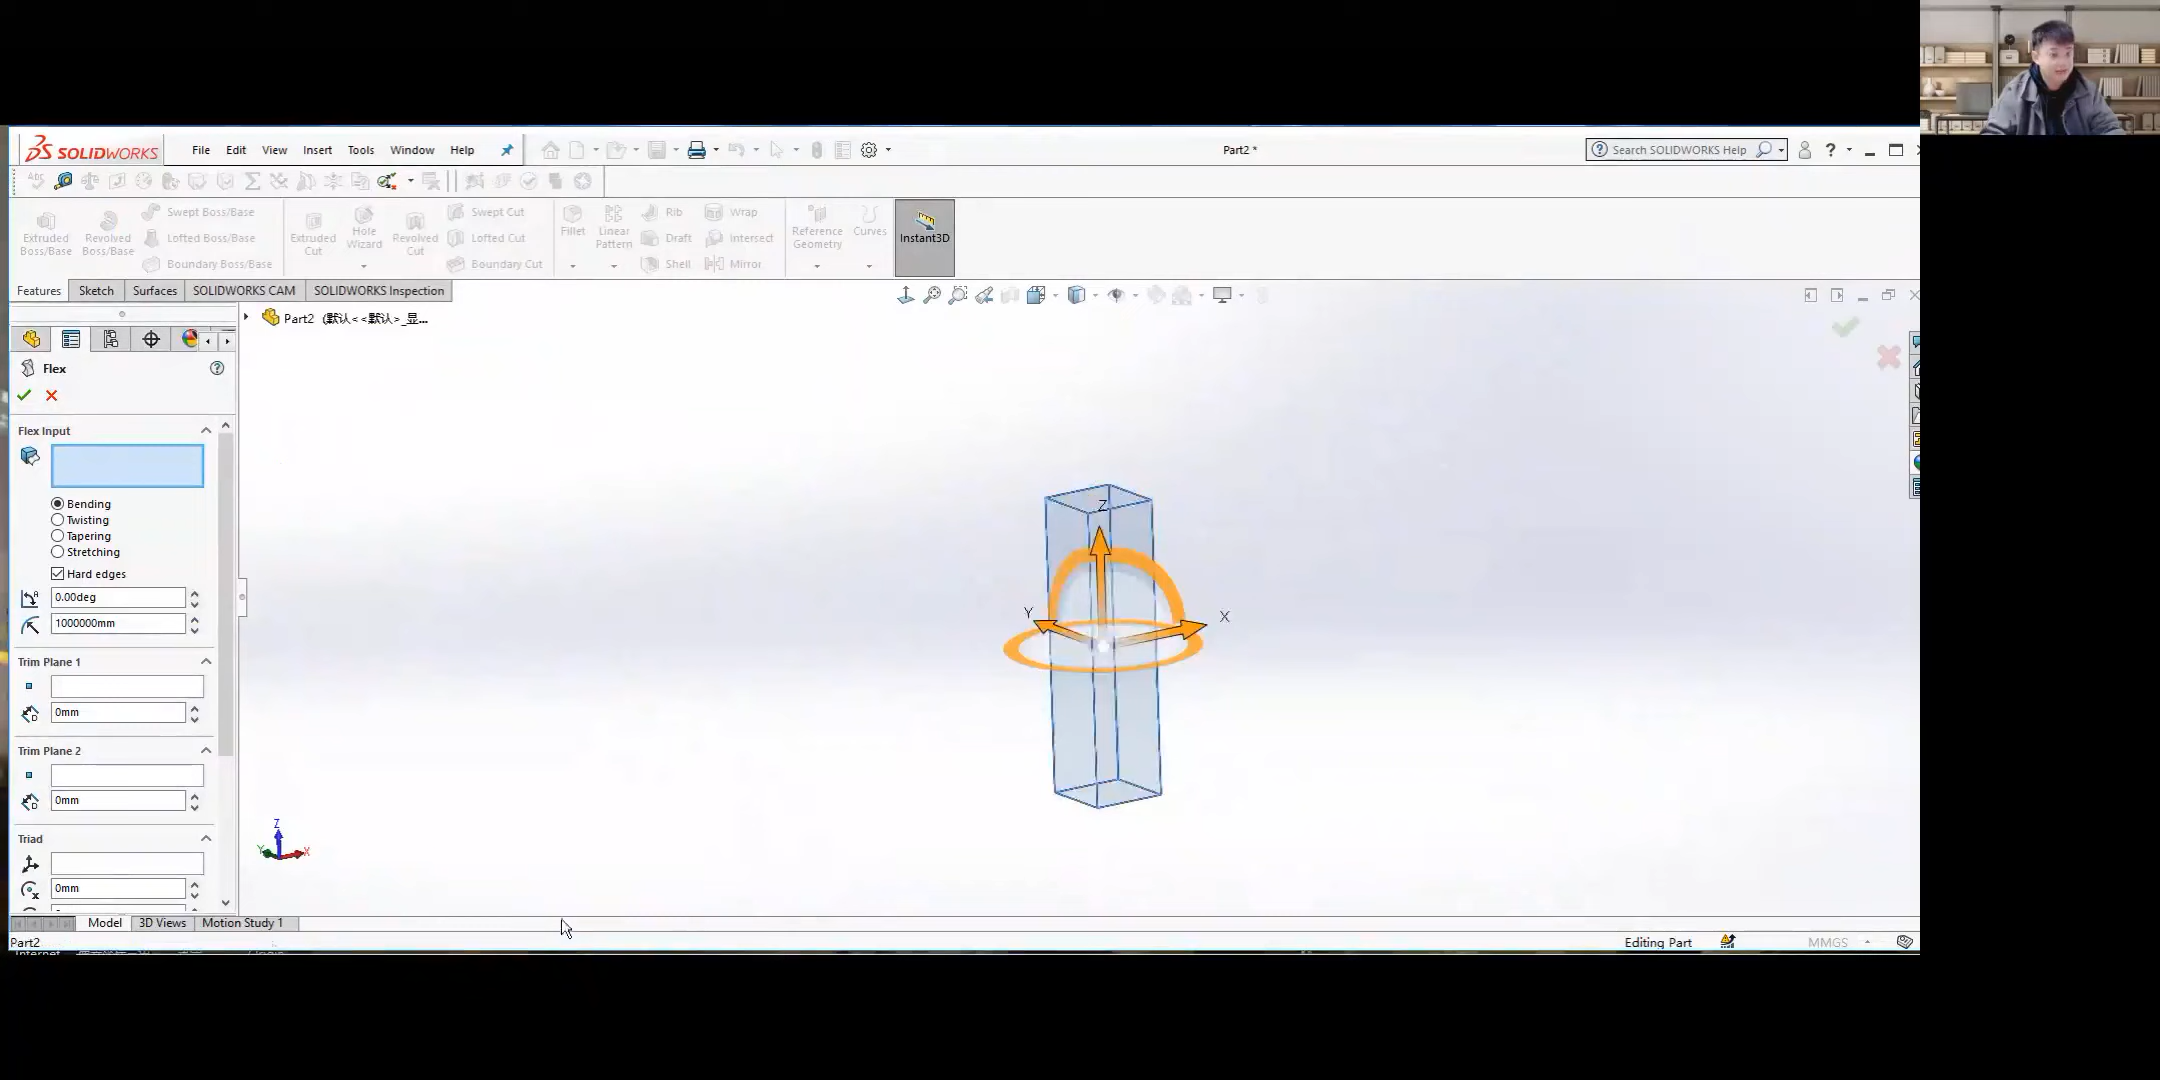 SOLIDWORKS File Edit View Insert Tools Window Help Part2 * Search SOLIDWORKS Help ?
Extruded Boss/Base
Revolved Boss/Base
Swept Boss/Base
Lofted Boss/Base
Boundary Boss/Base
Extruded Cut
Hole Wizard
Revolved Cut
Swept Cut
Lofted Cut
Boundary Cut
Fillet
Linear Pattern
Rib
Draft
Shell
Wrap
Intersect
Mirror
Reference Geometry
Curves
Instant3D
Features Sketch Surfaces SOLIDWORKS CAM SOLIDWORKS Inspection
Part2 (默认<<默认>_显...
Flex
Flex Input
Bending
Twisting
Tapering
Stretching
Hard edges
0.00deg
1000000mm
Trim Plane 1
0mm
Trim Plane 2
0mm
Triad
0mm
Z
Y
X
Z
Y
X
Model 3D Views Motion Study 1
Part2 Editing Part MMGS